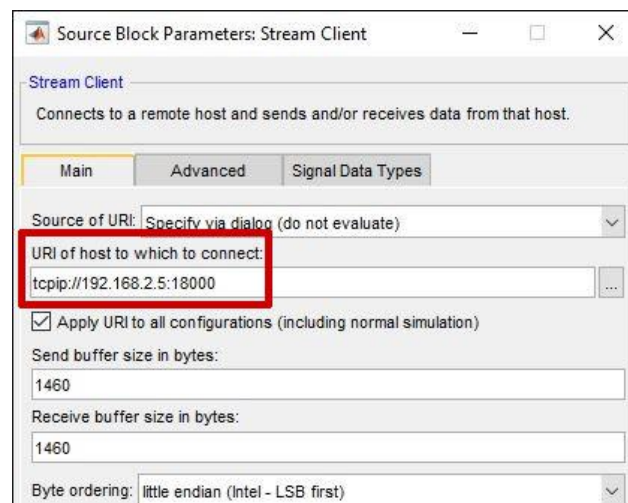 Source Block Parameters: Stream Client
Stream Client
Connects to a remote host and sends and/or receives data from that host.
Main Advanced Signal Data Types
Source of URI: Specify via dialog (do not evaluate)
URI of host to which to connect:
tcpip://192.168.2.5:18000 ...
Apply URI to all configurations (including normal simulation)
Send buffer size in bytes:
1460
Receive buffer size in bytes:
1460
Byte ordering: little endian (Intel - LSB first)